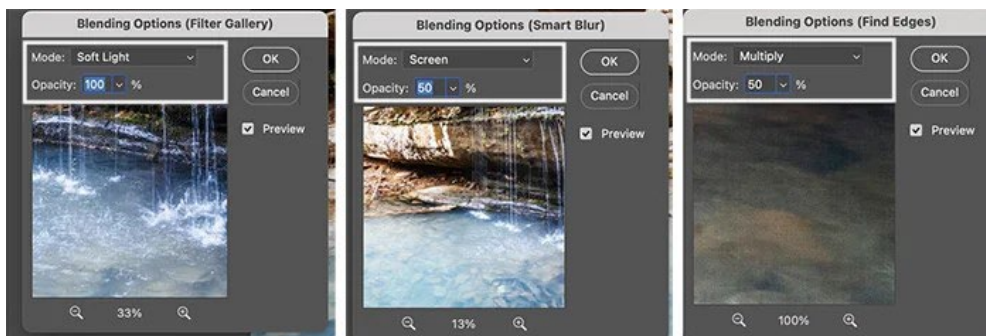 Blending Options (Filter Gallery)
Mode: Soft Light
OK
Opacity: 100 %
Cancel
Preview
33%
Blending Options (Smart Blur)
Mode: Screen
OK
Opacity: 50 %
Cancel
Preview
13%
Blending Options (Find Edges)
Mode: Multiply
OK
Opacity: 50 %
Cancel
Preview
100%